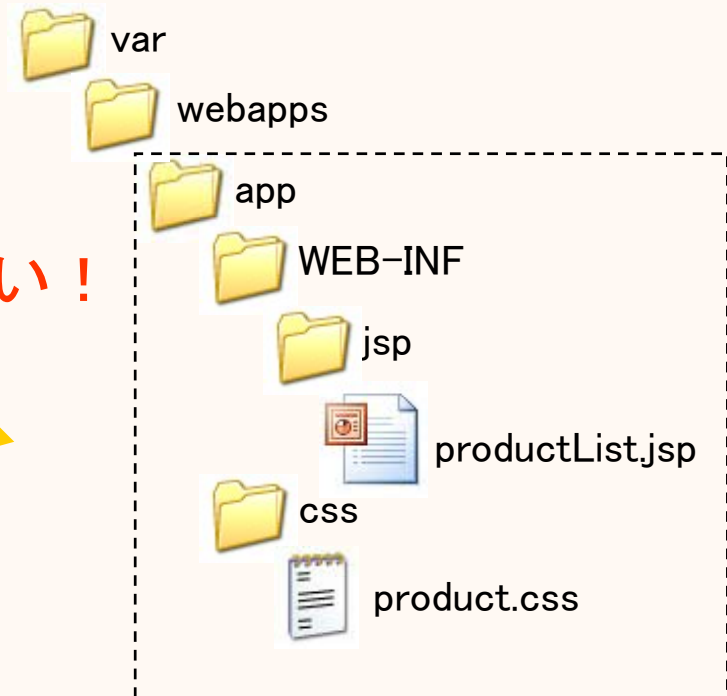 var
webapps
app
WEB-INF
い！
jsp
productList.jsp
css
product.css